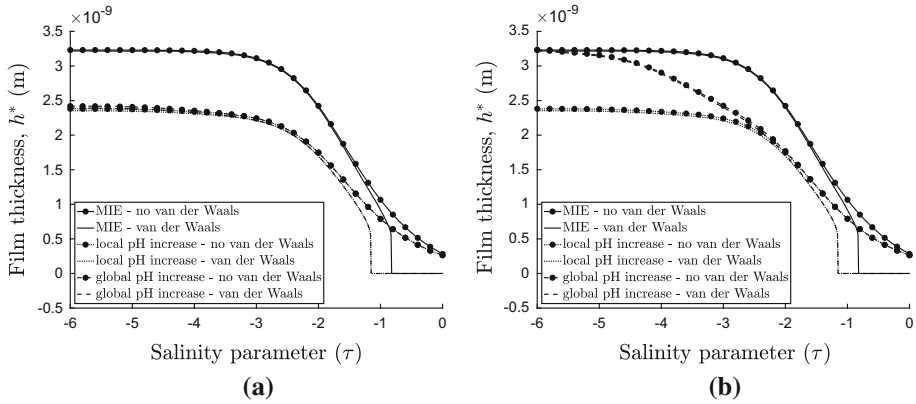 ×10⁻⁹
3.5
3
2.5
2
1.5
1
0.5
0
-0.5
Film thickness, h* (m)
MIE - no van der Waals
MIE - van der Waals
local pH increase - no van der Waals
local pH increase - van der Waals
global pH increase - no van der Waals
global pH increase - van der Waals
-6 -5 -4 -3 -2 -1 0
Salinity parameter (τ)
(a)
×10⁻⁹
3.5
3
2.5
2
1.5
1
0.5
0
-0.5
Film thickness, h* (m)
MIE - no van der Waals
MIE - van der Waals
local pH increase - no van der Waals
local pH increase - van der Waals
global pH increase - no van der Waals
global pH increase - van der Waals
-6 -5 -4 -3 -2 -1 0
Salinity parameter (τ)
(b)